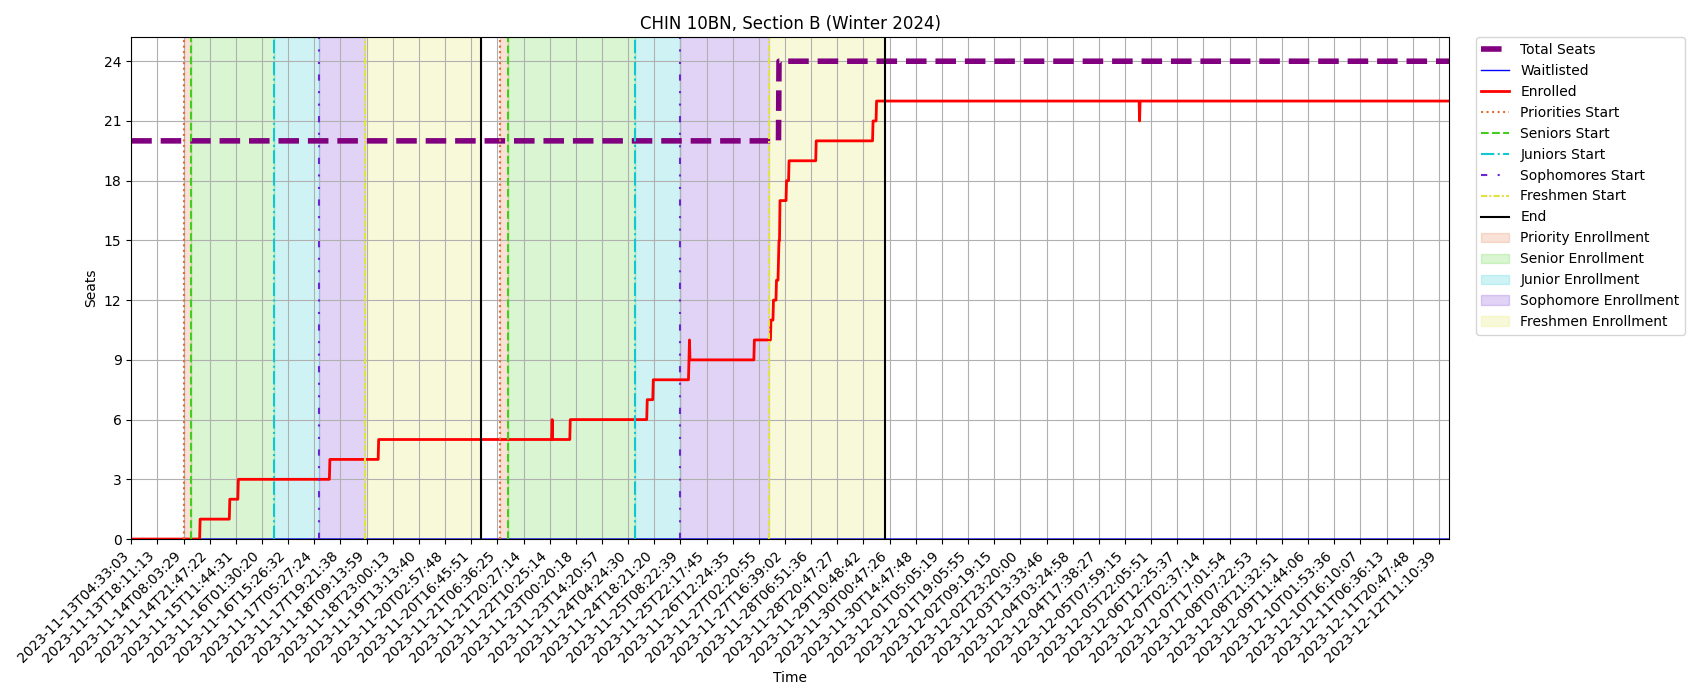 CHIN 10BN, Section B (Winter 2024)
Seats
24
21
18
15
12
9
6
3
0
2023-11-13T04:33:03
2023-11-13T18:11:13
2023-11-14T08:03:29
2023-11-14T21:47:22
2023-11-15T11:44:31
2023-11-16T01:30:20
2023-11-16T15:26:32
2023-11-17T05:27:24
2023-11-17T19:21:38
2023-11-18T09:13:59
2023-11-18T23:00:13
2023-11-19T13:13:40
2023-11-20T02:57:48
2023-11-20T16:45:51
2023-11-21T06:36:25
2023-11-21T20:27:14
2023-11-22T10:25:14
2023-11-23T00:20:18
2023-11-23T14:20:57
2023-11-24T04:24:30
2023-11-24T18:21:20
2023-11-25T08:22:39
2023-11-25T22:17:45
2023-11-26T12:24:35
2023-11-27T02:20:55
2023-11-27T16:39:02
2023-11-28T06:51:36
2023-11-28T20:47:27
2023-11-29T10:48:42
2023-11-30T00:47:26
2023-11-30T14:47:48
2023-12-01T05:05:19
2023-12-01T19:05:55
2023-12-02T09:19:15
2023-12-02T23:20:00
2023-12-03T13:33:46
2023-12-04T03:24:58
2023-12-04T17:38:27
2023-12-05T07:59:15
2023-12-05T22:05:51
2023-12-06T12:25:37
2023-12-07T02:37:14
2023-12-07T17:01:54
2023-12-08T07:22:53
2023-12-08T21:32:51
2023-12-09T11:44:06
2023-12-10T01:53:36
2023-12-10T16:10:07
2023-12-11T06:36:13
2023-12-11T20:47:48
2023-12-12T11:10:39
Time
Total Seats
Waitlisted
Enrolled
Priorities Start
Seniors Start
Juniors Start
Sophomores Start
Freshmen Start
End
Priority Enrollment
Senior Enrollment
Junior Enrollment
Sophomore Enrollment
Freshmen Enrollment